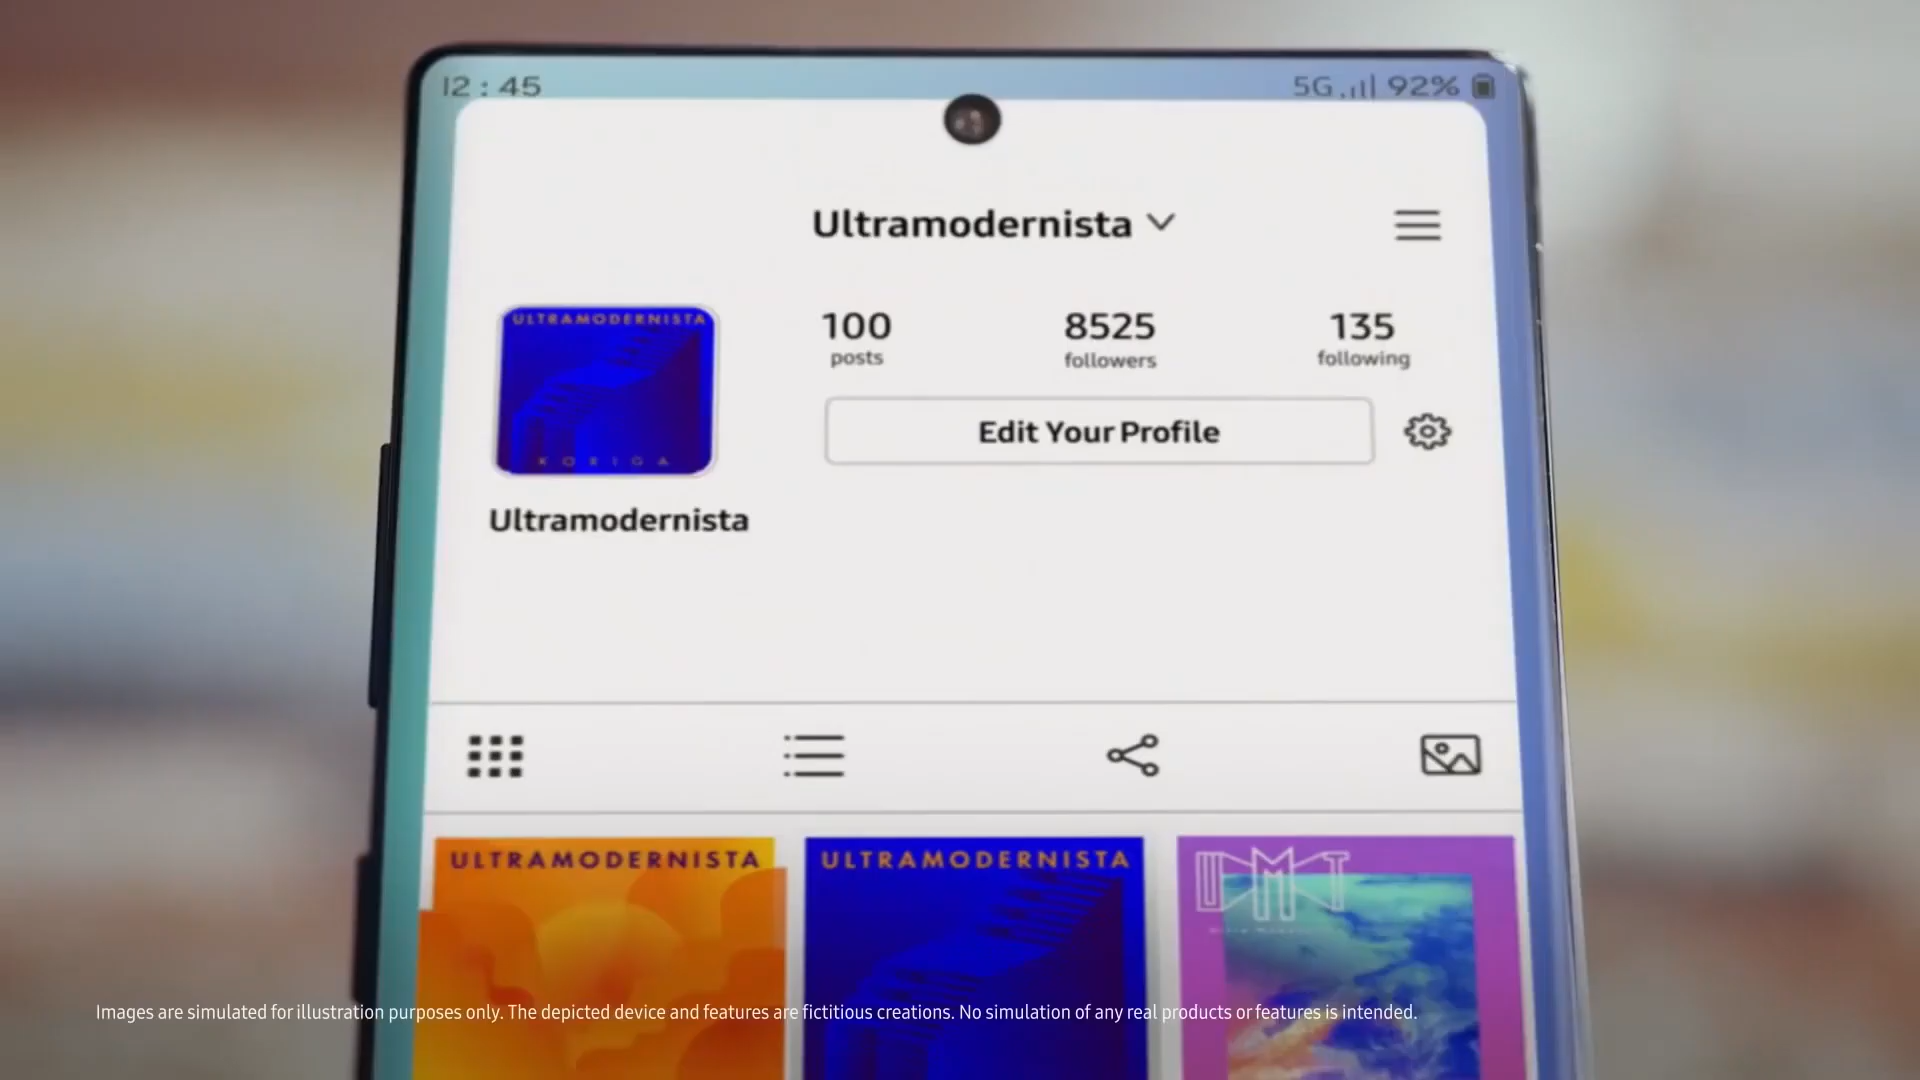 12:45
5G 92%
Ultramodernista
ULTRAMODERNISTA
KORIGA
100
posts
8525
followers
135
following
Edit Your Profile
Ultramodernista
ULTRAMODERNISTA
ULTRAMODERNISTA
UMT
Images are simulated for illustration purposes only. The depicted device and features are fictitious creations. No simulation of any real products or features is intended.